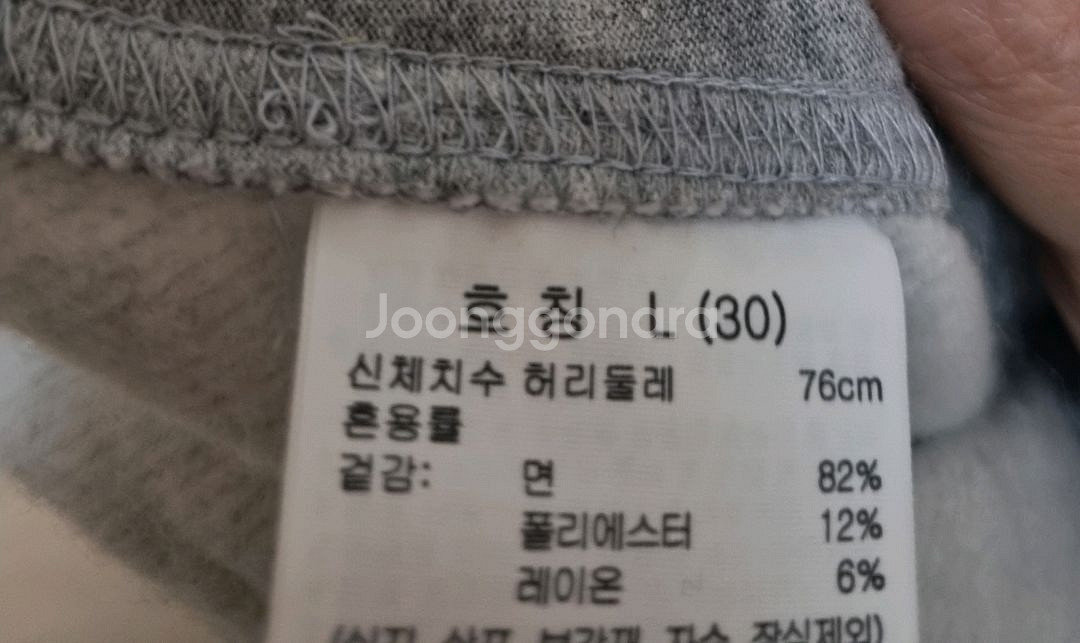 Joonggonara
호 칭 L (30)
신체치수 허리둘레 76cm
혼용률
겉감: 면 82%
폴리에스터 12%
레이온 6%